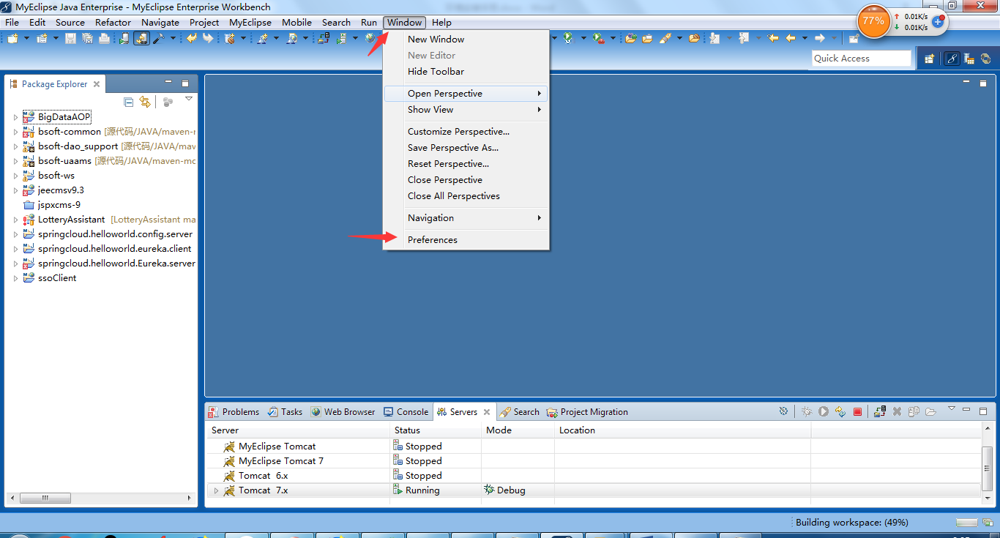 MyEclipse Java Enterprise - MyEclipse Enterprise Workbench
File Edit Source Refactor Navigate Project MyEclipse Mobile Search Run Window Help
77%
0.01K/s
0.01K/s
Quick Access
New Window
New Editor
Hide Toolbar
Open Perspective
Show View
Customize Perspective...
Save Perspective As...
Reset Perspective...
Close Perspective
Close All Perspectives
Navigation
Preferences
Package Explorer
BigDataAOP
bsoft-common [源代码/JAVA/maven-r
bsoft-dao_support [源代码/JAVA/mav
bsoft-uaams [源代码/JAVA/maven-mc
bsoft-ws
jeecmsv9.3
jspxcms-9
LotteryAssistant [LotteryAssistant ma
springcloud.helloworld.config.server
springcloud.helloworld.eureka.client
springcloud.helloworld.Eureka.server
ssoClient
Problems Tasks Web Browser Console Servers Search Project Migration
Server Status Mode Location
MyEclipse Tomcat Stopped
MyEclipse Tomcat 7 Stopped
Tomcat 6.x Stopped
Tomcat 7.x Running Debug
Building workspace: (49%)